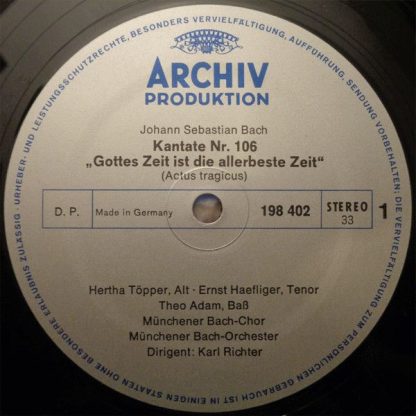 ARCHIV
PRODUKTION
Johann Sebastian Bach
Kantate Nr. 106
„Gottes Zeit ist die allerbeste Zeit“
(Actus tragicus)
D. P.
Made in Germany
198 402
STEREO
33
1
Hertha Töpper, Alt · Ernst Haefliger, Tenor
Theo Adam, Baß
Münchener Bach-Chor
Münchener Bach-Orchester
Dirigent: Karl Richter
URHEBER- UND LEISTUNGSSCHUTZRECHTE, BESONDERS VERVIELFÄLTIGUNG, AUFFÜHRUNG, SENDUNG VORBEHALTEN; DIE VERVIELFÄLTIGUNG ZUM PERSÖNLICHEN GEBRAUCH IST IN EINIGEN STAATEN OHNE BESONDERE ERLAUBNIS ZULÄSSIG